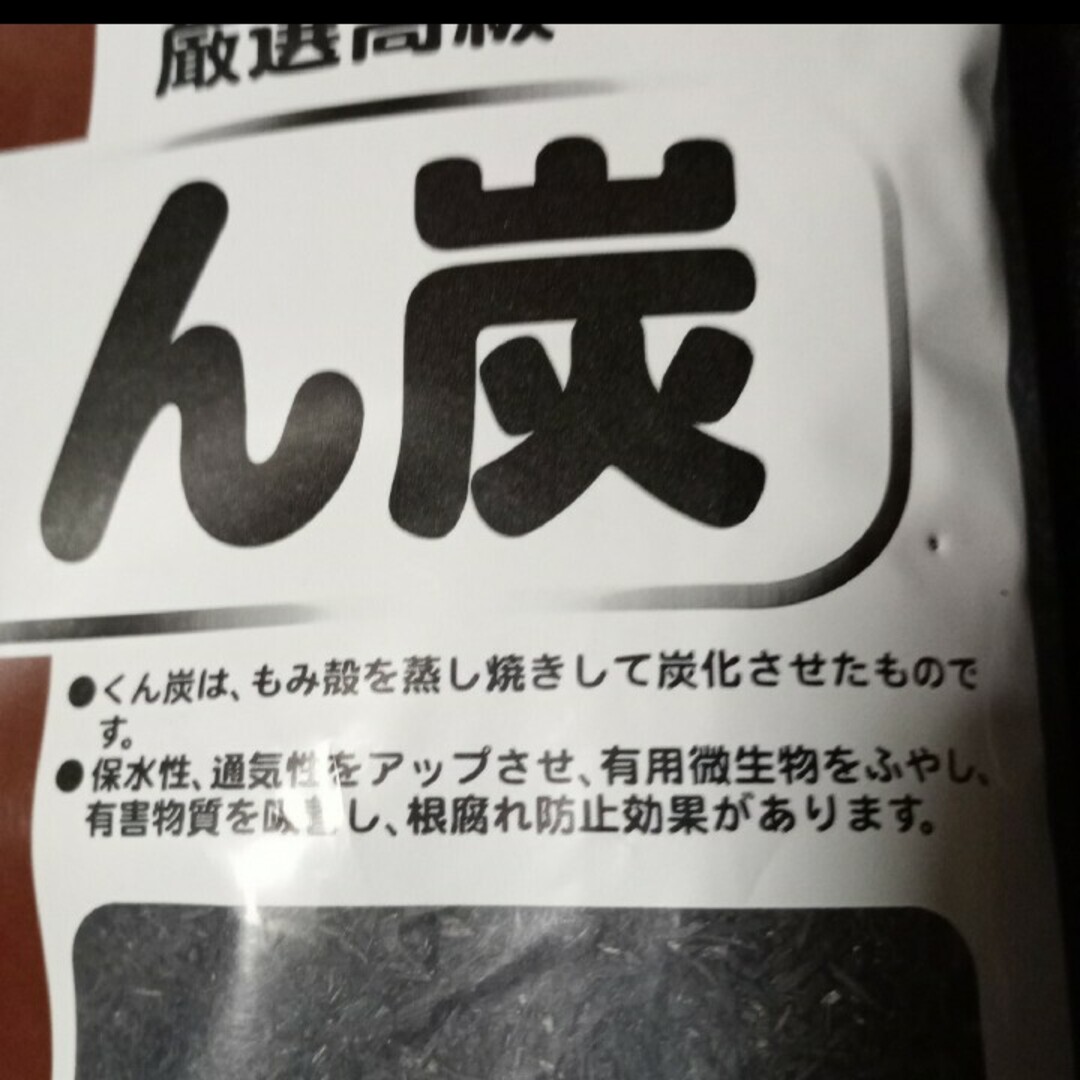 厳選高級
ん炭
●くん炭は、もみ殻を蒸し焼きして炭化させたもので
す。
●保水性、通気性をアップさせ、有用微生物をふやし、
有害物質を吸し、根腐れ防止効果があります。